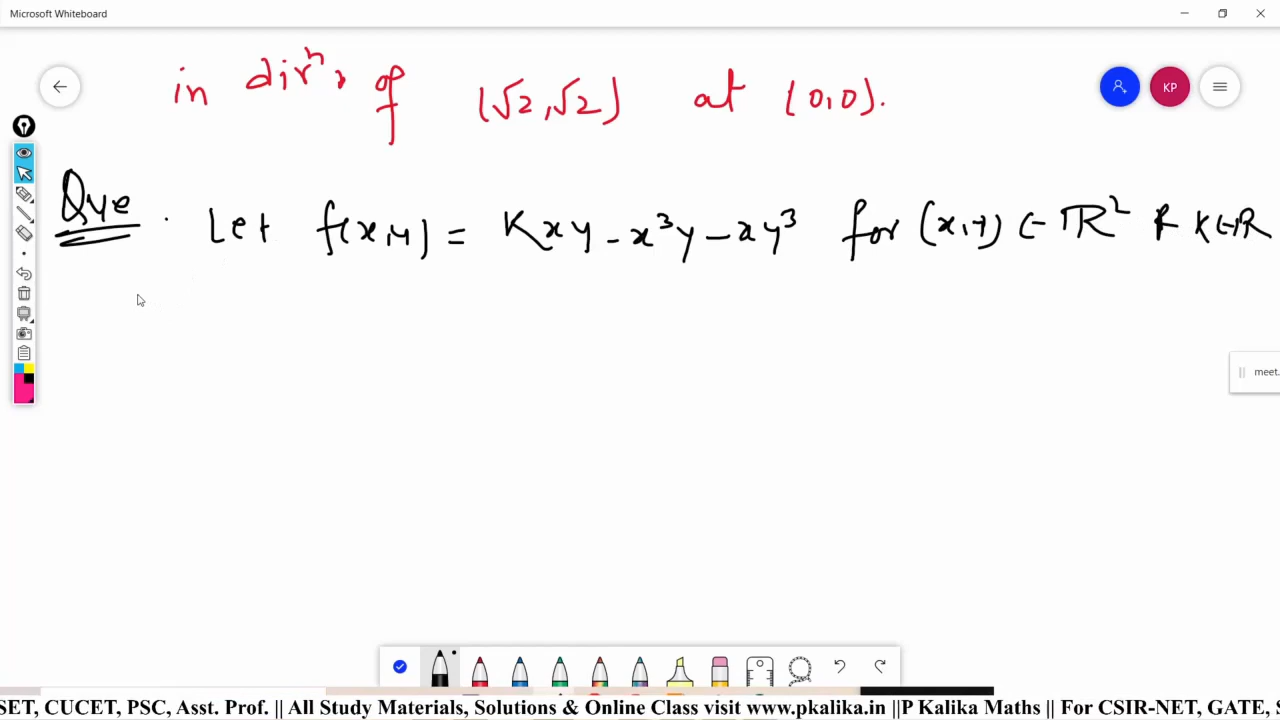 Microsoft Whiteboard
in dirⁿ, of (√2,√2) at (0,0).
KP
Que. Let f(x,y) = Kxy - x³y - xy³ for (x,y) ∈ ℝ² & K∈ℝ
meet.
SET, CUCET, PSC, Asst. Prof. || All Study Materials, Solutions & Online Class visit www.pkalika.in ||P Kalika Maths || For CSIR-NET, GATE, S